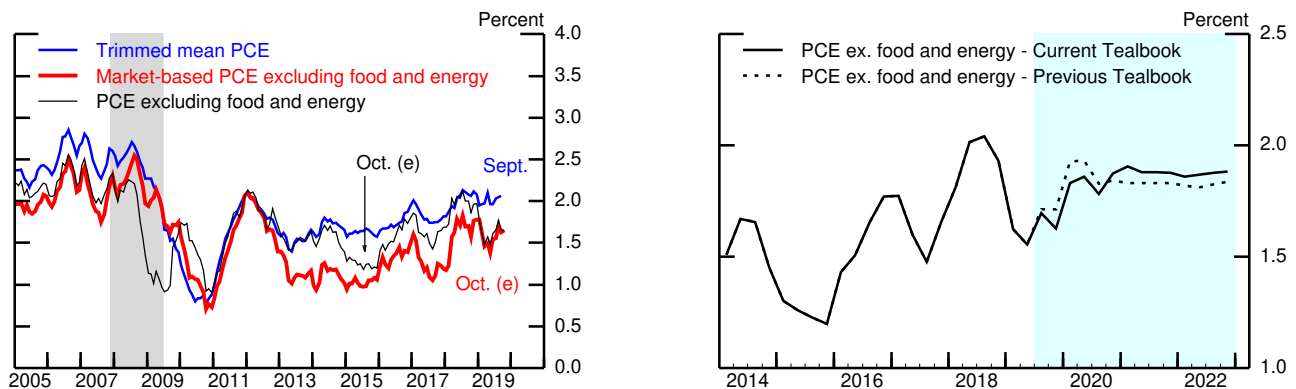 Percent
4.0
3.5
3.0
2.5
2.0
1.5
1.0
0.5
0.0
Trimmed mean PCE
Market-based PCE excluding food and energy
PCE excluding food and energy
Oct. (e)
Sept.
Oct. (e)
2005 2007 2009 2011 2013 2015 2017 2019
Percent
2.5
2.0
1.5
1.0
PCE ex. food and energy - Current Tealbook
PCE ex. food and energy - Previous Tealbook
2014 2016 2018 2020 2022